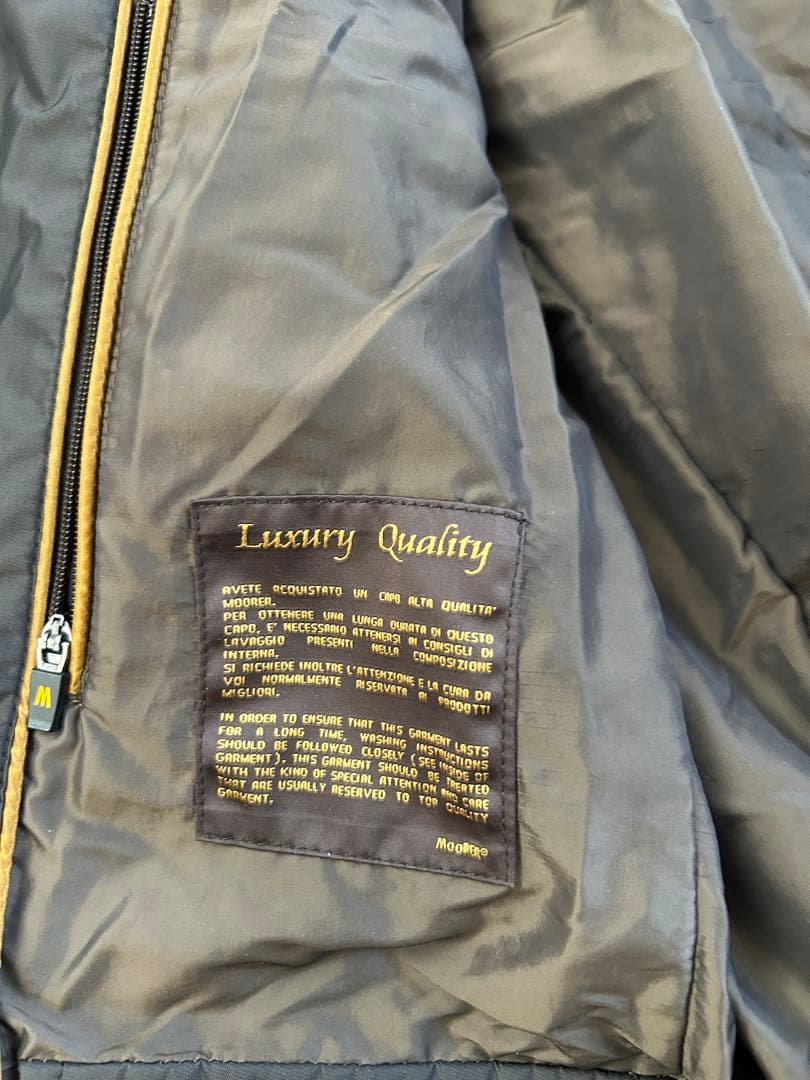 Luxury Quality
AVETE ACQUISTATO UN CAPO ALTA QUALITA'
MOORER.
PER OTTENERE UNA LUNGA DURATA DI QUESTO
CAPO, E' NECESSARIO ATTENERSI AI CONSIGLI DI
LAVAGGIO PRESENTI NELLA COMPOSIZIONE
INTERNA.
SI RICHIEDE INOLTRE L'ATTENZIONE E LA CURA DA
VOI NORMALMENTE RISERVATA AI PRODOTTI
MIGLIORI.
IN ORDER TO ENSURE THAT THIS GARMENT LASTS
FOR A LONG TIME, WASHING INSTRUCTIONS
SHOULD BE FOLLOWED CLOSELY (SEE INSIDE OF
GARMENT). THIS GARMENT SHOULD BE TREATED
WITH THE KIND OF SPECIAL ATTENTION AND CARE
THAT ARE USUALLY RESERVED TO TOP QUALITY
GARMENT.
MOORER®
M